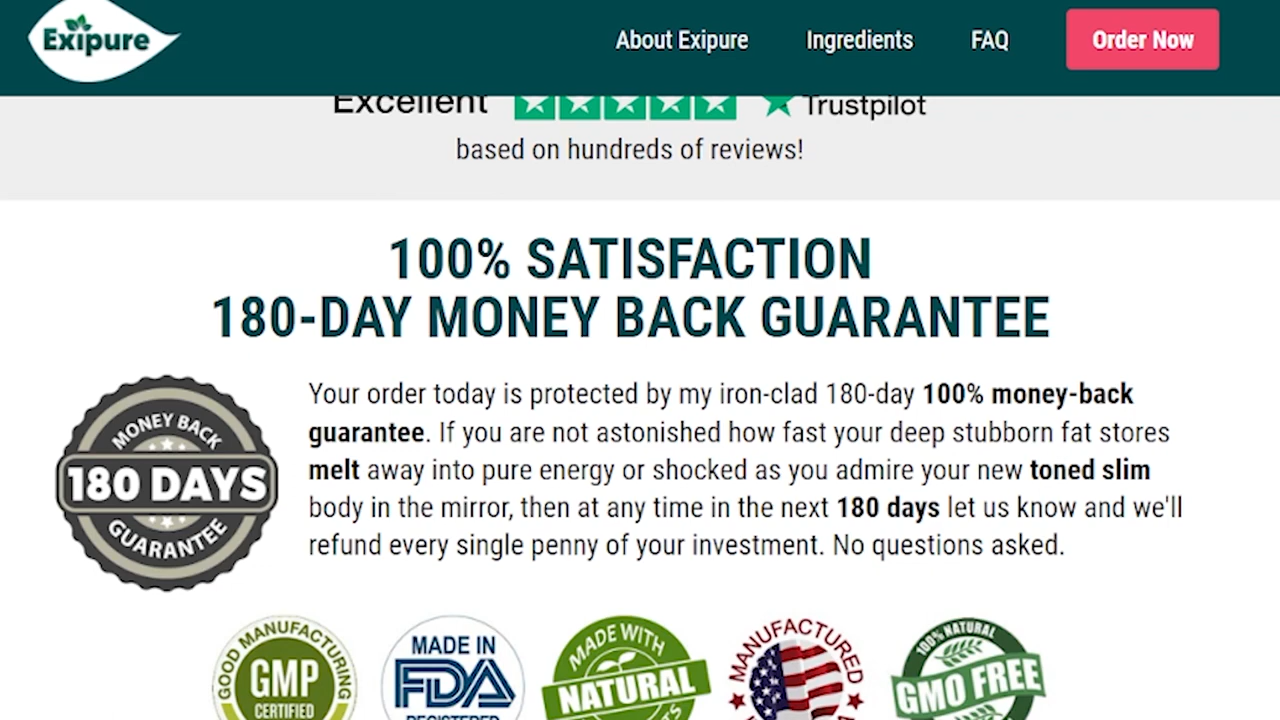 Exipure
About Exipure Ingredients FAQ Order Now
Excellent Trustpilot
based on hundreds of reviews!
100% SATISFACTION
180-DAY MONEY BACK GUARANTEE
MONEY BACK
180 DAYS
GUARANTEE
Your order today is protected by my iron-clad 180-day 100% money-back
guarantee. If you are not astonished how fast your deep stubborn fat stores
melt away into pure energy or shocked as you admire your new toned slim
body in the mirror, then at any time in the next 180 days let us know and we'll
refund every single penny of your investment. No questions asked.
GOOD MANUFACTURING
GMP
CERTIFIED
MADE IN
FDA
REGISTERED
MADE WITH
NATURAL
MANUFACTURED
100% NATURAL
GMO FREE